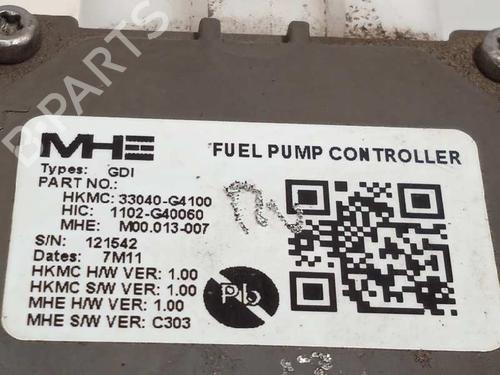 MHE
FUEL PUMP CONTROLLER
Types: GDI
PART NO.:
HKMC: 33040-G4100
HIC: 1102-G40060
MHE: M00.013-007
S/N: 121542
Dates: 7M11
HKMC H/W VER: 1.00
HKMC S/W VER: 1.00
MHE H/W VER: 1.00
MHE S/W VER: C303
Pb
BPARTS